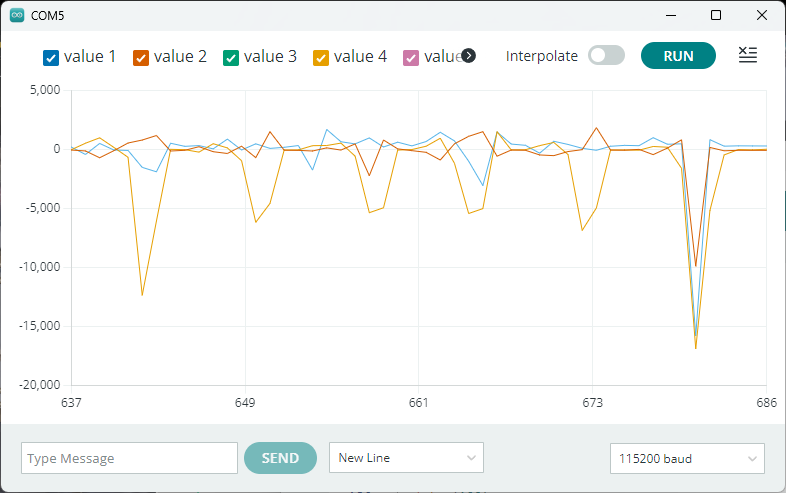 COM5
value 1 value 2 value 3 value 4 value Interpolate RUN
5,000
0
-5,000
-10,000
-15,000
-20,000
637 649 661 673 686
Type Message SEND New Line 115200 baud